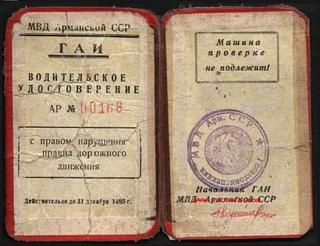 МВД Армянской ССР
ГАИ
ВОДИТЕЛЬСКОЕ
УДОСТОВЕРЕНИЕ
АР № 00168
с правом нарушения
правил дорожного
движения
Действительно до 31 декабря 1985 г.
Машина
проверке
не подлежит!
МВД Арм. ССР
Начальник ГАИ
МВД Армянской ССР